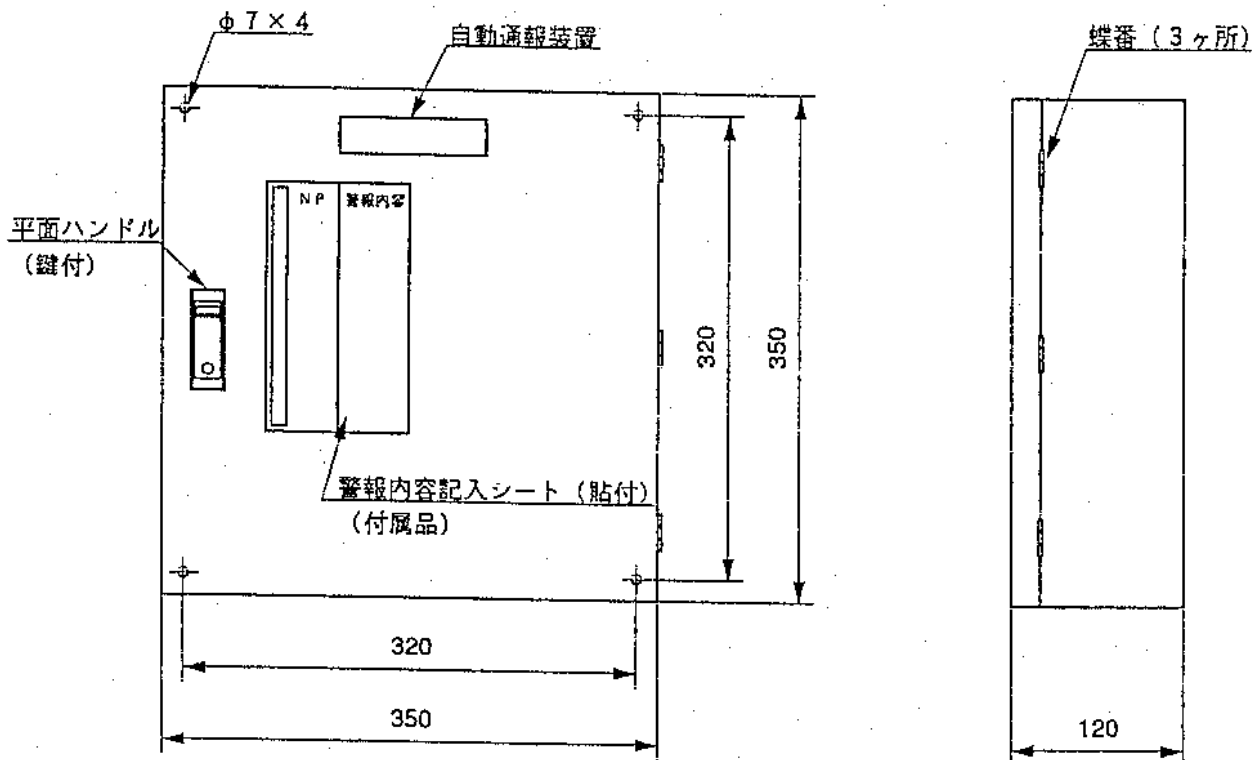 φ7×4
自動通報装置
蝶番（3ヶ所）
NP
警報内容
平面ハンドル
（鍵付）
320
350
警報内容記入シート（貼付）
（付属品）
320
350
120